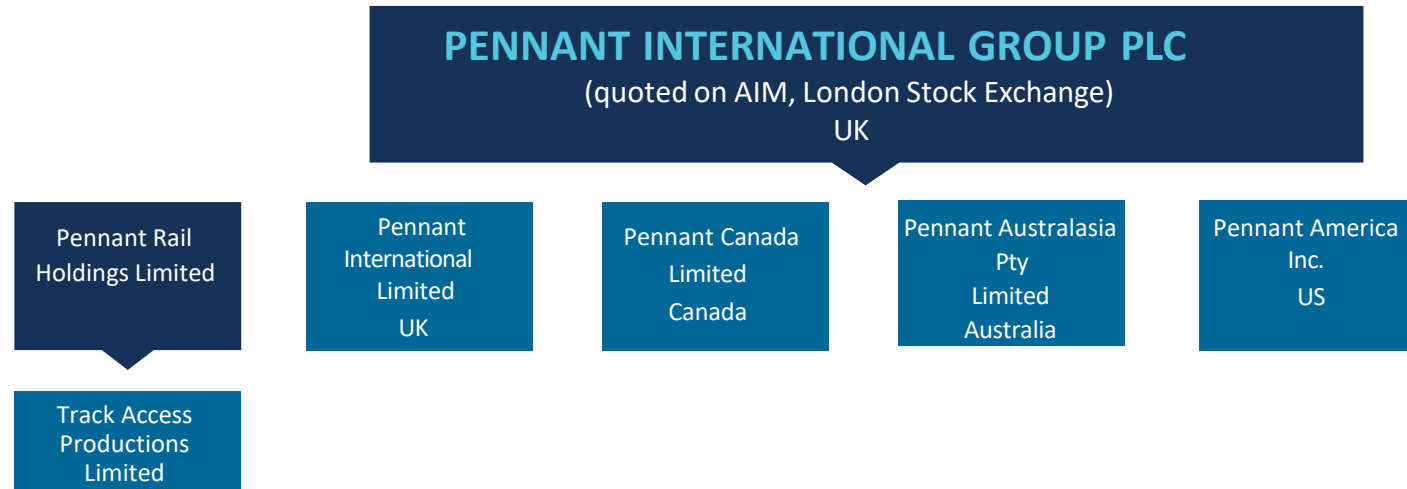 PENNANT INTERNATIONAL GROUP PLC
(quoted on AIM, London Stock Exchange)
UK
Pennant Rail
Holdings Limited
Pennant
International
Limited
UK
Pennant Canada
Limited
Canada
Pennant Australasia
Pty
Limited
Australia
Pennant America
Inc.
US
Track Access
Productions
Limited